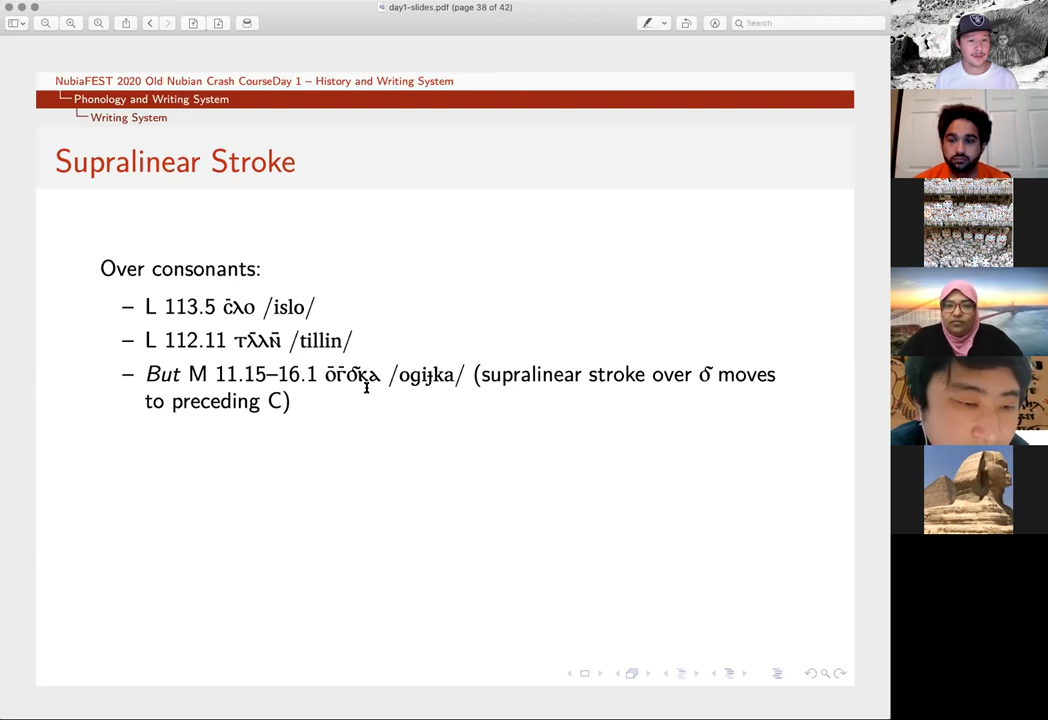 day1-slides.pdf (page 38 of 42)
Search
NubiaFEST 2020 Old Nubian Crash CourseDay 1 – History and Writing System
Phonology and Writing System
Writing System
Supralinear Stroke
Over consonants:
– L 113.5 ⲥ̄ⲗⲟ /islo/
– L 112.11 ⲧⲗ̄ⲗⲛ̄ /tillin/
– But M 11.15–16.1 ⲟ̄ⲅ̄ϭⲕⲁ /ogiɟka/ (supralinear stroke over ϭ moves
to preceding C)